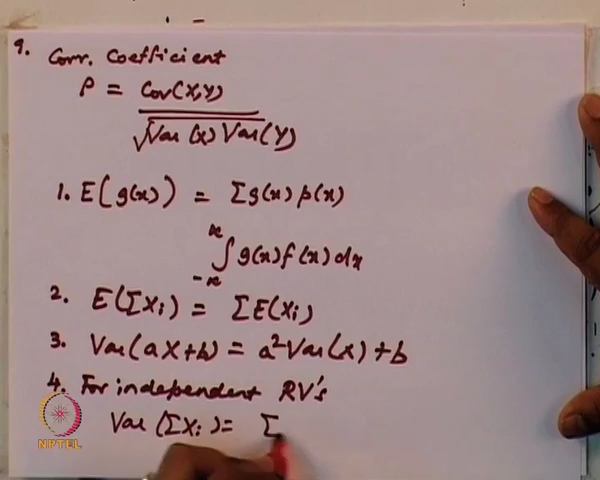 9. Corr. Coefficient
ρ = Cov(X,Y)
√Var(X) Var(Y)
1. E(g(x)) = Σg(x) p(x)
∞
∫ g(x) f(x) dx
-∞
2. E(ΣXi) = ΣE(Xi)
3. Var(aX+b) = a²Var(X)+b
4. For independent RV's
Var(ΣXi) = Σ
NPTEL